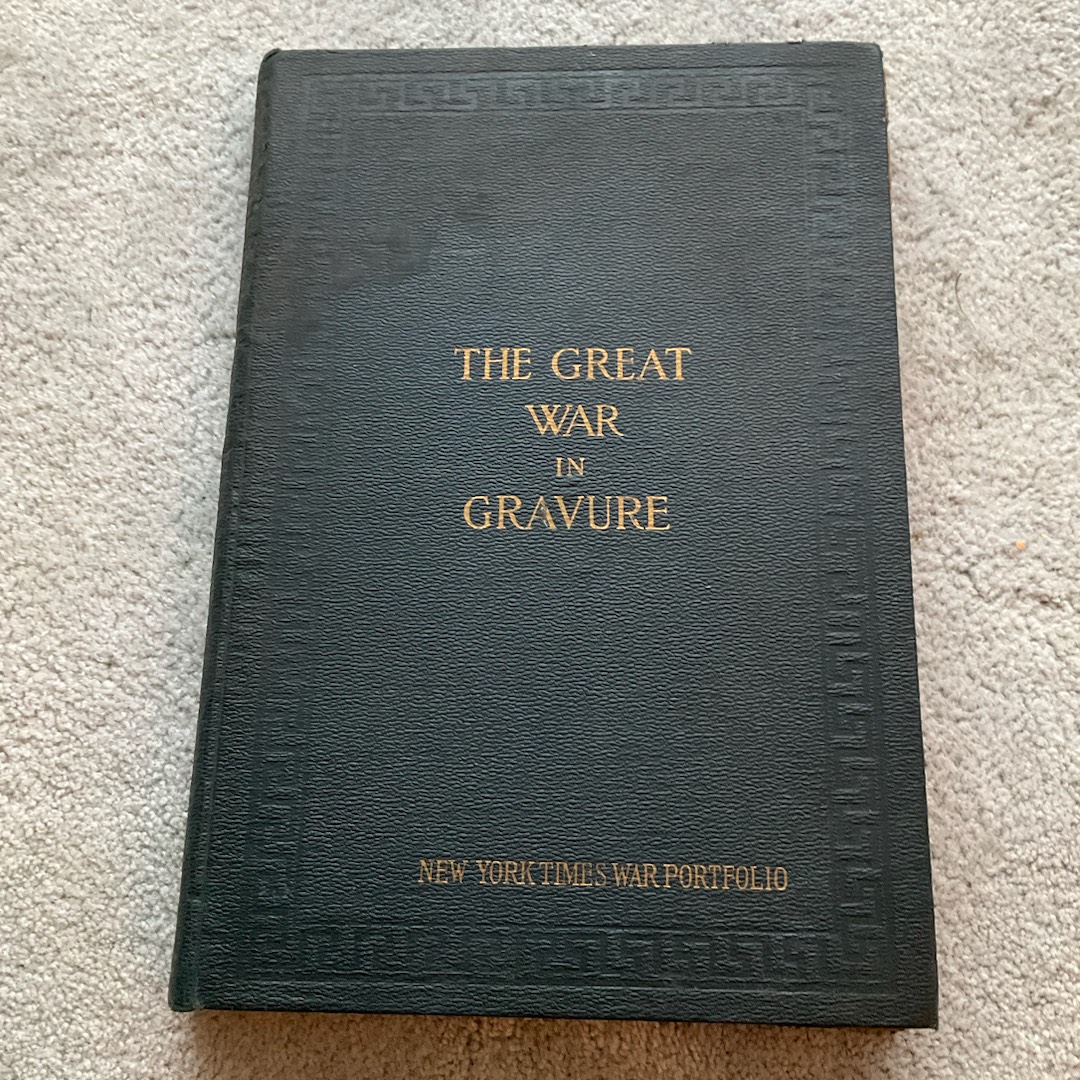 THE GREAT
WAR
IN
GRAVURE
NEW YORK TIMES WAR PORTFOLIO